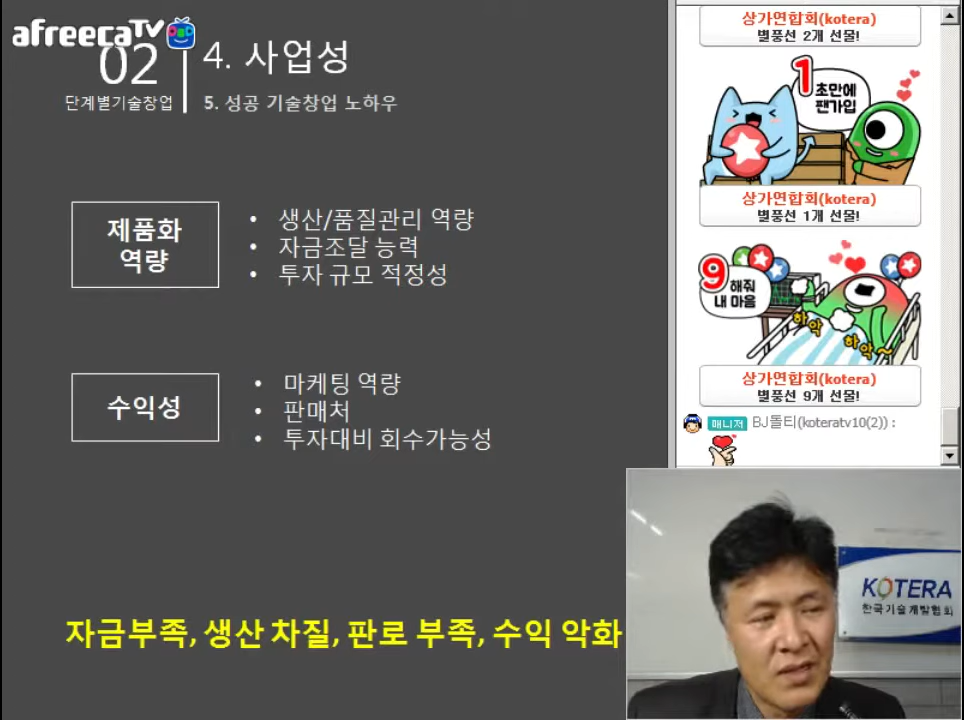 afreecaTV
02
단계별기술창업
4. 사업성
5. 성공 기술창업 노하우
제품화
역량
• 생산/품질관리 역량
• 자금조달 능력
• 투자 규모 적정성
수익성
• 마케팅 역량
• 판매처
• 투자대비 회수가능성
자금부족, 생산 차질, 판로 부족, 수익 악화
상가연합회(kotera)
별풍선 2개 선물!
1
초만에
팬가입
상가연합회(kotera)
별풍선 1개 선물!
9
해줘
내 마음
하악
하악~
상가연합회(kotera)
별풍선 9개 선물!
매니저 BJ돌티(koteratv10(2)) :
KOTERA
한국기술개발협회